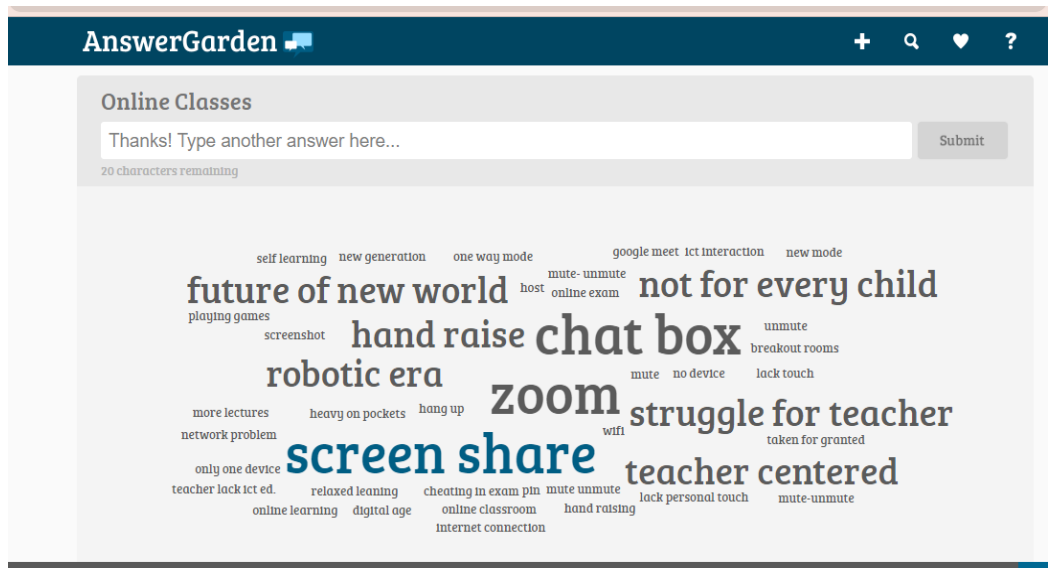 AnswerGarden
Online Classes
Thanks! Type another answer here...
Submit
20 characters remaining
self learning new generation one way mode google meet ict interaction new mode
future of new world host mute- unmute online exam not for every child
playing games
screenshot hand raise chat box unmute
breakout rooms
robotic era mute no device lack touch
more lectures heavy on pockets hang up zoom struggle for teacher
network problem wifi taken for granted
only one device screen share teacher centered
teacher lack ict ed. relaxed leaning cheating in exam pin mute unmute lack personal touch mute-unmute
online learning digital age online classroom hand raising
internet connection